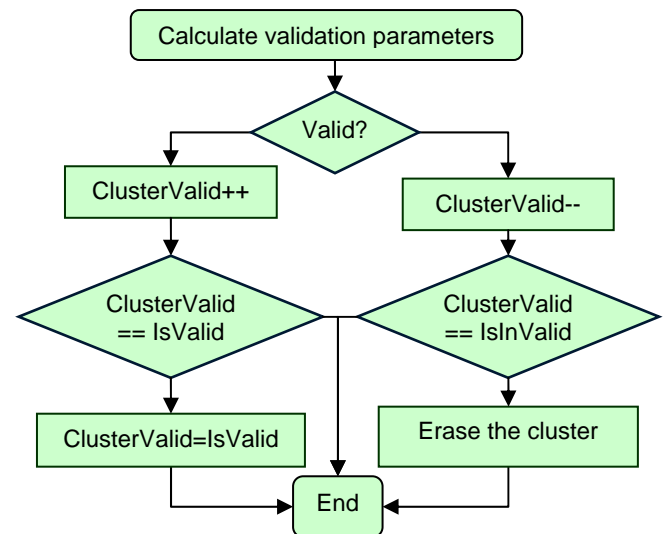 Calculate validation parameters
Valid?
ClusterValid++
ClusterValid--
ClusterValid
== IsValid
ClusterValid
== IsInValid
ClusterValid=IsValid
Erase the cluster
End